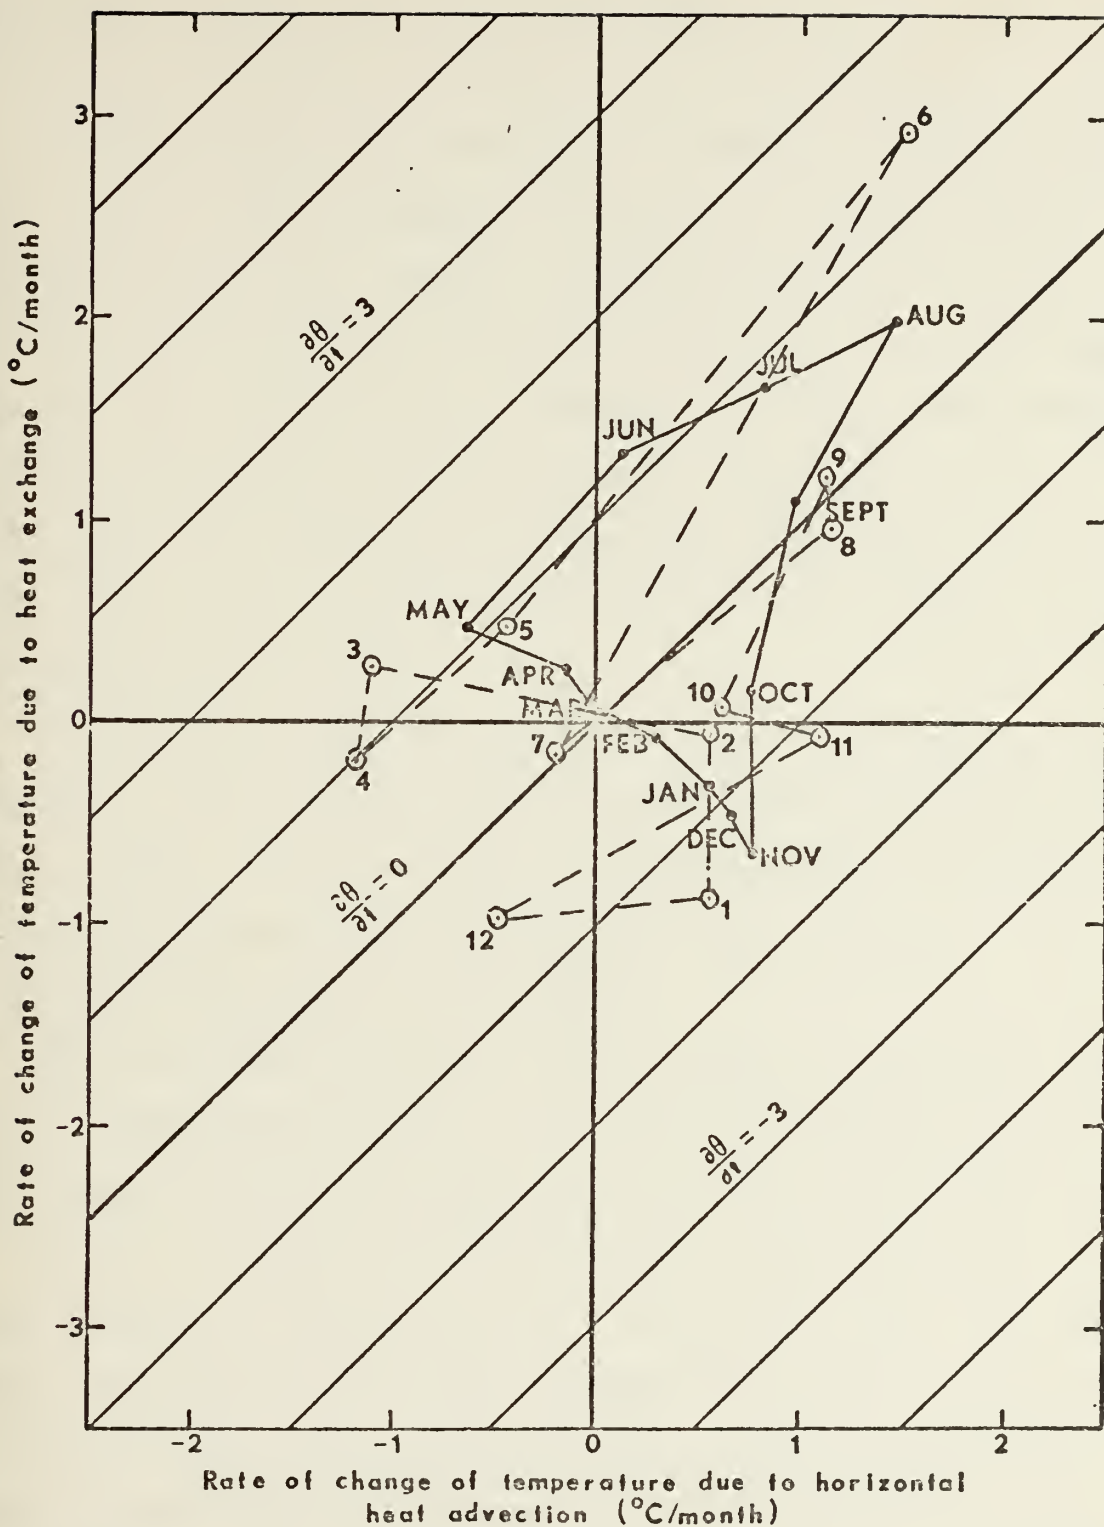 3
2
1
0
-1
-2
-3
Rate of change of temperature due to heat exchange (°C/month)
6
∂θ/∂t = 3
AUG
JUL
JUN
9
SEPT
8
MAY
5
3
APR
MAR
10
OCT
7
FEB
2
11
4
JAN
DEC
NOV
∂θ/∂t = 0
1
12
∂θ/∂t = -3
-2
-1
0
1
2
Rate of change of temperature due to horizontal
heat advection (°C/month)